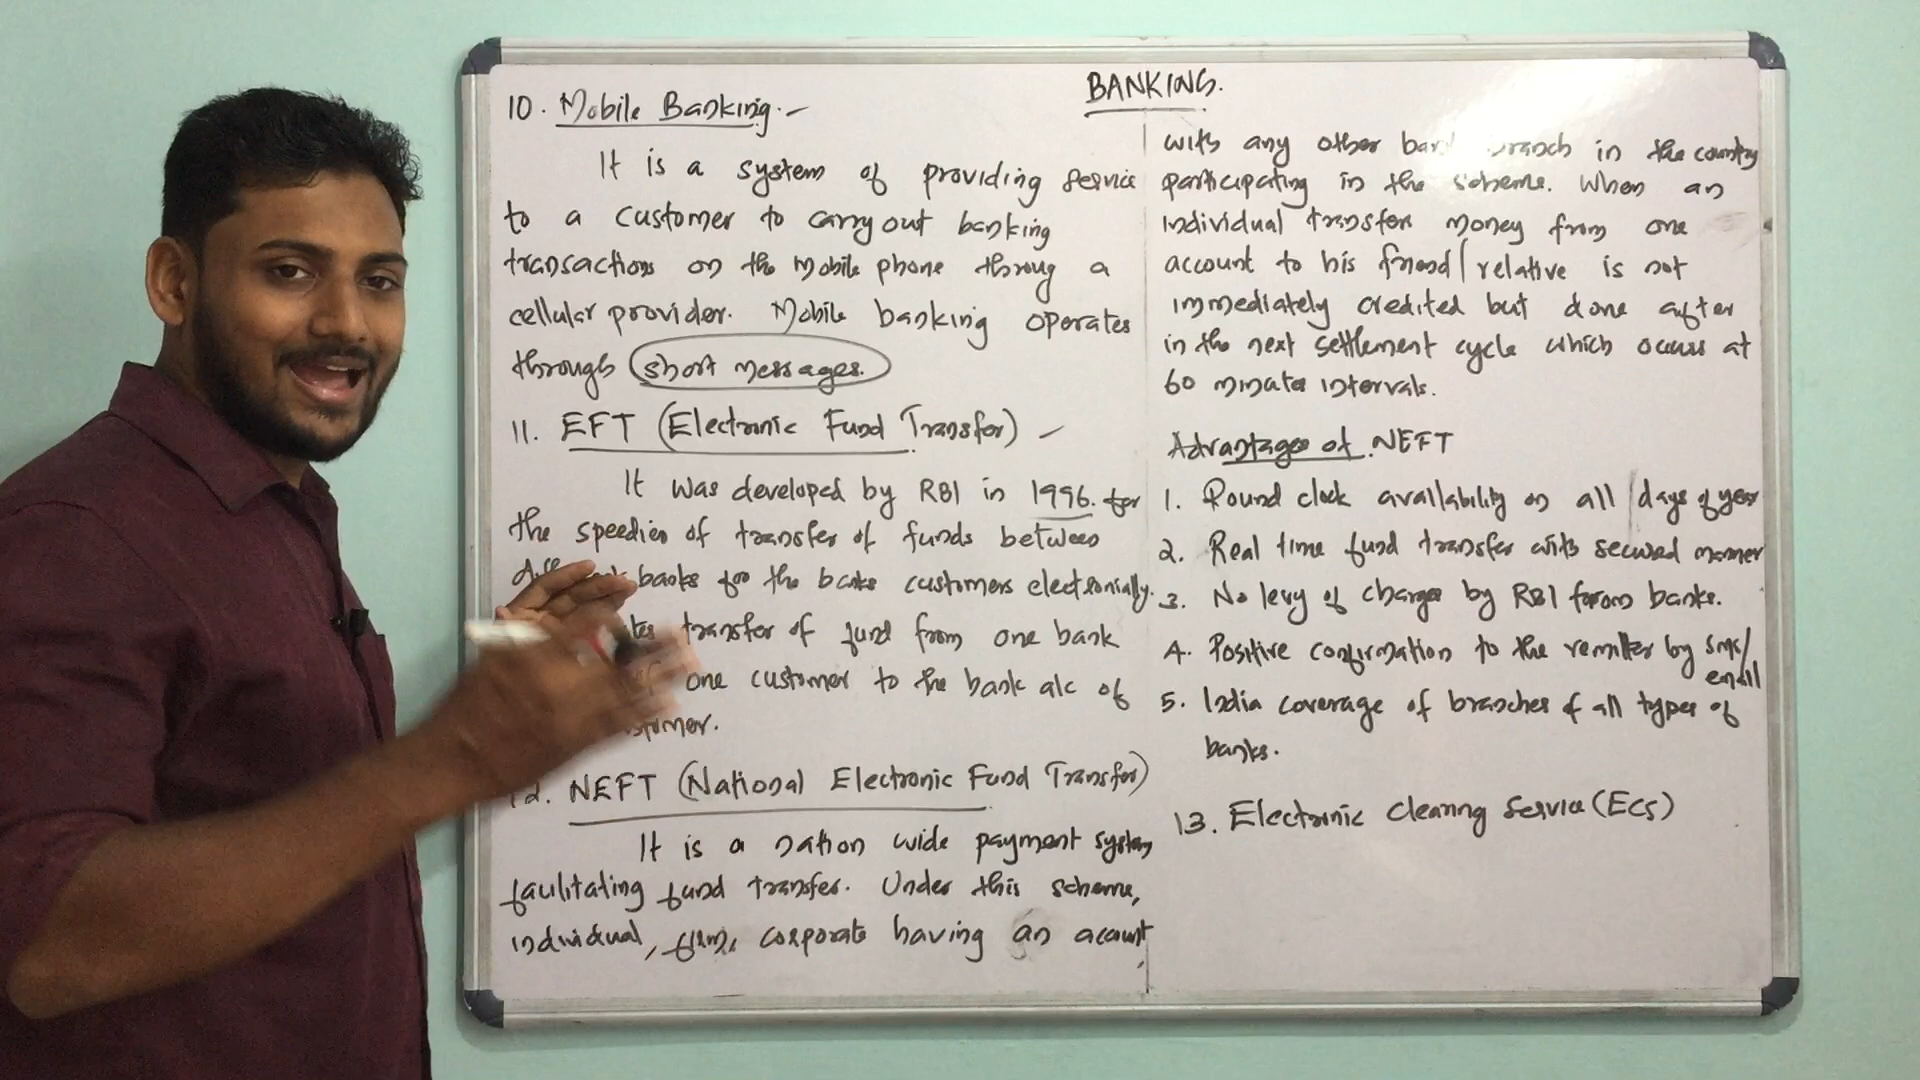 BANKING.
10. Mobile Banking.-
It is a system of providing service
to a customer to carry out banking
transactions on the mobile phone throug a
cellular provider. Mobile banking operates
through short messages.
11. EFT (Electronic Fund Transfer) -
It was developed by RBI in 1996. for
the speedier of transfer of funds between
banks for the banks customers electronially.
transfer of fund from one bank
one customer to the bank a/c of
12. NEFT (National Electronic Fund Transfer)
It is a nation wide payment system
faulitating fund transfer. Under this scheme,
individual, firms, corporate having an acount,
with any other bank branch in the country
participating in the scheme. When an
individual transfers money from one
account to his friend/relative is not
immediately credited but done after
in the next settlement cycle which occurs at
60 minute intervals.
Advantages of NEFT
1. Round clock availability on all days of year
2. Real time fund transfer with secured manner
3. No levy of charges by RBI from banks.
4. Positive confirmation to the remitter by sms/
email
5. India coverage of branches of all types of
banks.
13. Electronic Clearing Service (ECS)